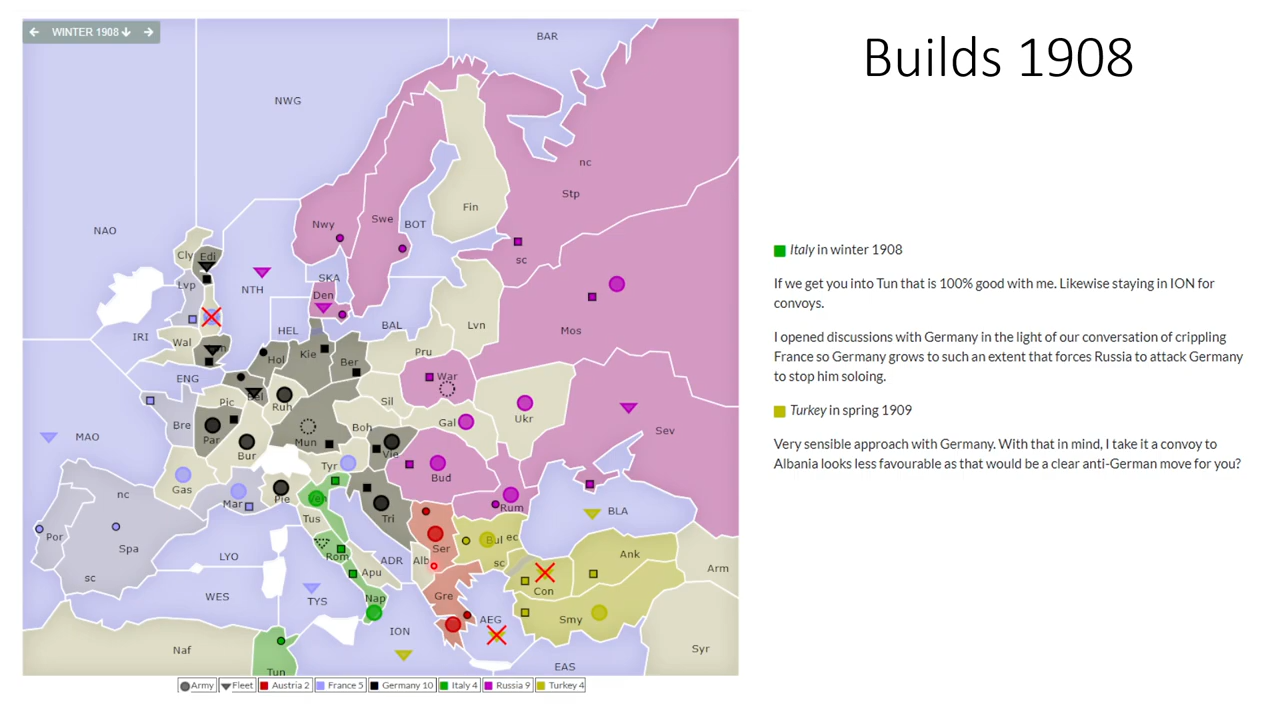 WINTER 1908
Builds 1908
BAR
NWG
nc
Stp
NAO
Nwy
Swe
BOT
Fin
Cly
Edi
sc
SKA
Lvp
NTH
Den
Mos
IRI
Wal
HEL
BAL
Lvn
Hol
Kie
Ber
Pru
ENG
Bel
War
Pic
Ruh
Sil
Ukr
MAO
Bre
Par
Mun
Boh
Gal
Sev
Bur
Vie
Tyr
Gas
Bud
nc
Mar
Pie
Ven
Tri
Rum
Por
Spa
Tus
BLA
Ser
Bul
ec
Ank
LYO
Rom
ADR
Alb
sc
Arm
sc
Apu
Con
WES
TYS
Nap
Gre
AEG
Smy
ION
Naf
Syr
Tun
EAS
Army
Fleet
Austria 2
France 5
Germany 10
Italy 4
Russia 9
Turkey 4
Italy in winter 1908
If we get you into Tun that is 100% good with me. Likewise staying in ION for
convoys.
I opened discussions with Germany in the light of our conversation of crippling
France so Germany grows to such an extent that forces Russia to attack Germany
to stop him soloing.
Turkey in spring 1909
Very sensible approach with Germany. With that in mind, I take it a convoy to
Albania looks less favourable as that would be a clear anti-German move for you?